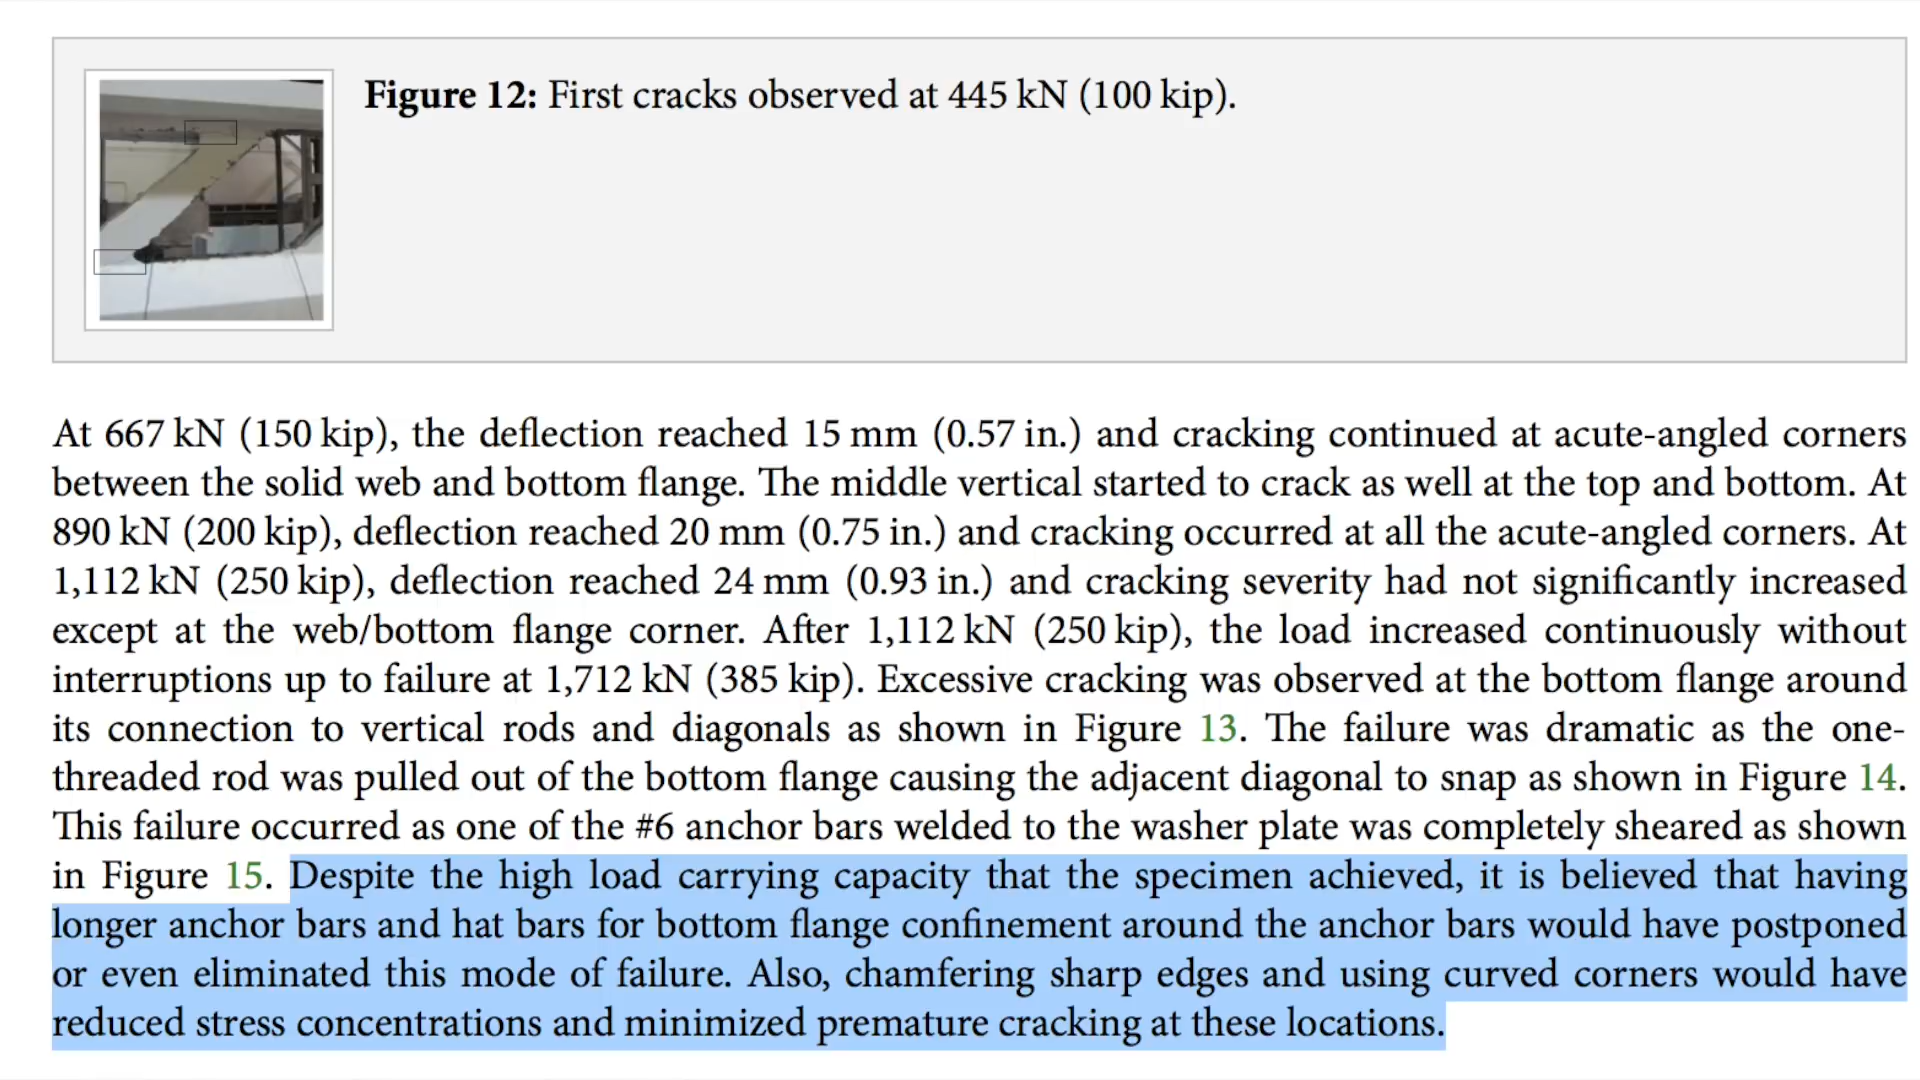 Figure 12: First cracks observed at 445 kN (100 kip).
At 667 kN (150 kip), the deflection reached 15 mm (0.57 in.) and cracking continued at acute-angled corners
between the solid web and bottom flange. The middle vertical started to crack as well at the top and bottom. At
890 kN (200 kip), deflection reached 20 mm (0.75 in.) and cracking occurred at all the acute-angled corners. At
1,112 kN (250 kip), deflection reached 24 mm (0.93 in.) and cracking severity had not significantly increased
except at the web/bottom flange corner. After 1,112 kN (250 kip), the load increased continuously without
interruptions up to failure at 1,712 kN (385 kip). Excessive cracking was observed at the bottom flange around
its connection to vertical rods and diagonals as shown in Figure 13. The failure was dramatic as the one-
threaded rod was pulled out of the bottom flange causing the adjacent diagonal to snap as shown in Figure 14.
This failure occurred as one of the #6 anchor bars welded to the washer plate was completely sheared as shown
in Figure 15. Despite the high load carrying capacity that the specimen achieved, it is believed that having
longer anchor bars and hat bars for bottom flange confinement around the anchor bars would have postponed
or even eliminated this mode of failure. Also, chamfering sharp edges and using curved corners would have
reduced stress concentrations and minimized premature cracking at these locations.